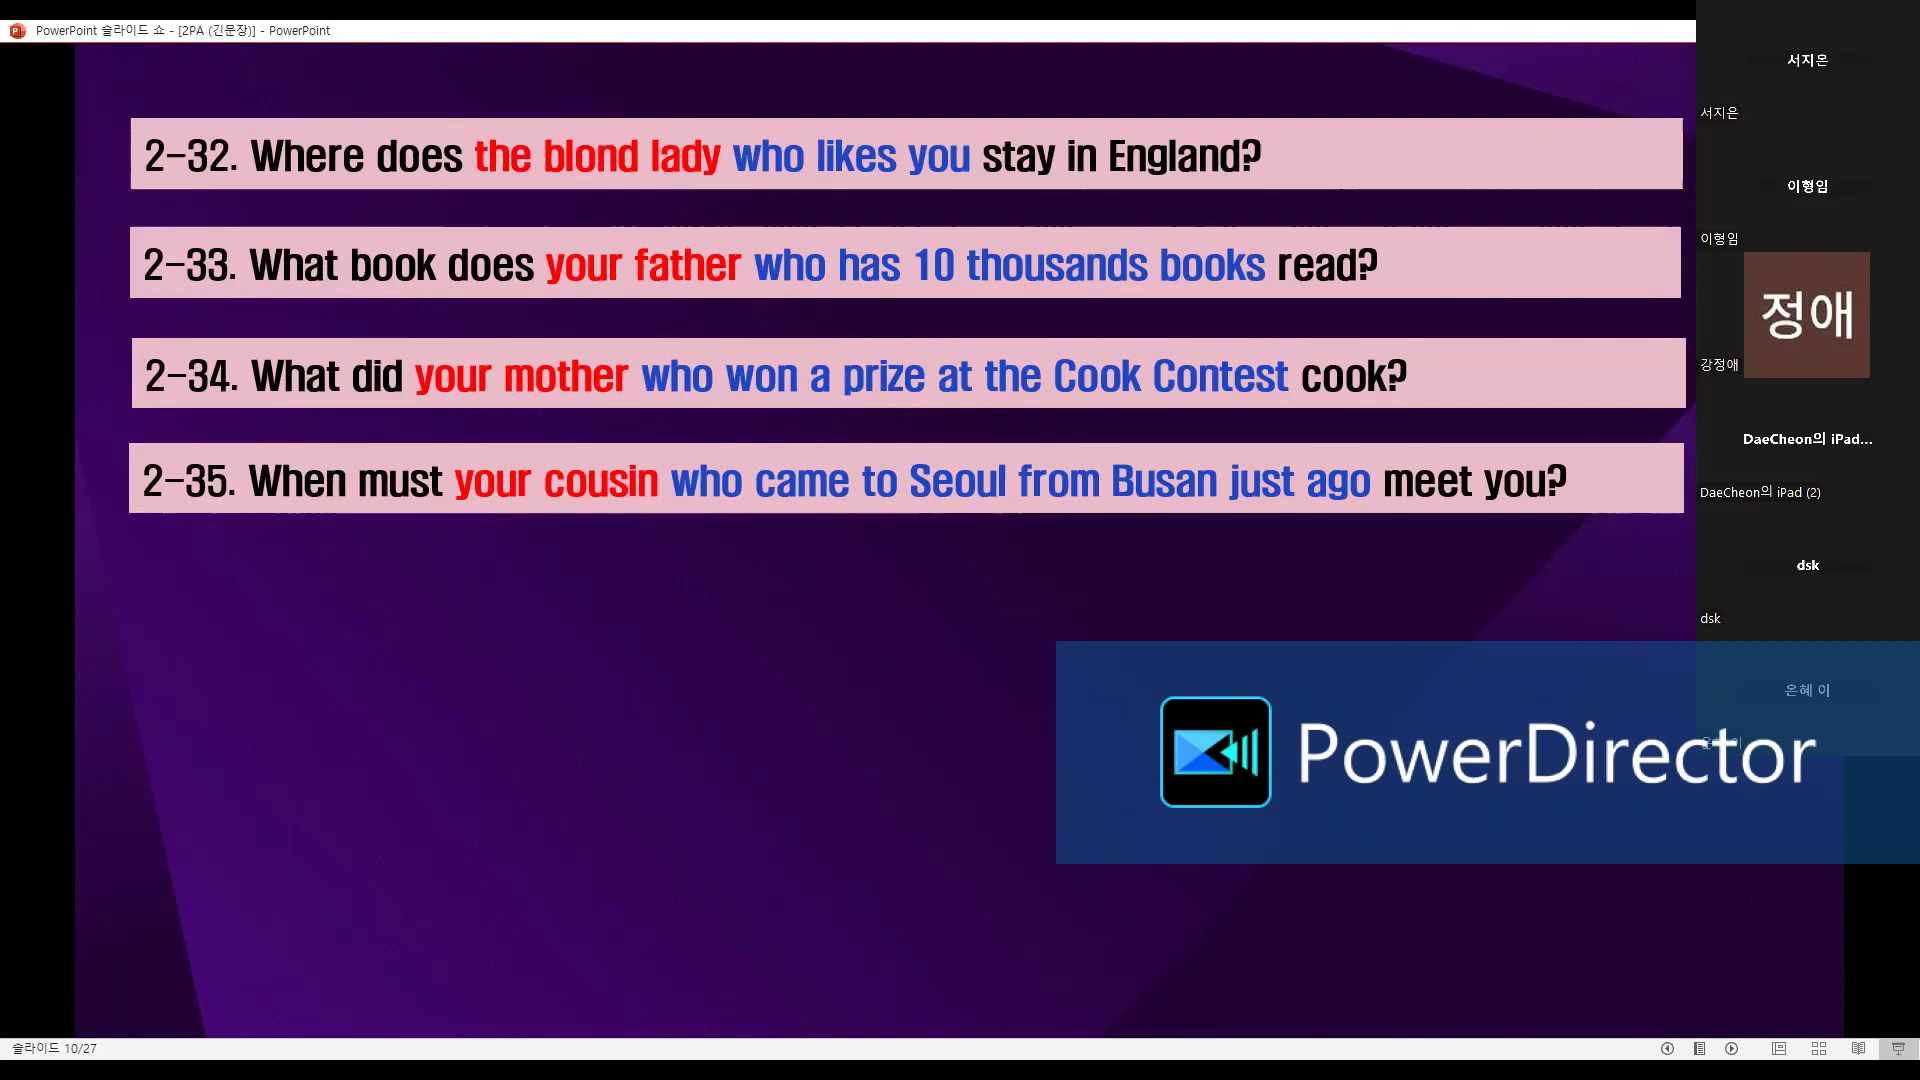 PowerPoint 슬라이드 쇼 - [2PA (긴문장)] - PowerPoint
2-32. Where does the blond lady who likes you stay in England?
2-33. What book does your father who has 10 thousands books read?
2-34. What did your mother who won a prize at the Cook Contest cook?
2-35. When must your cousin who came to Seoul from Busan just ago meet you?
서지은
서지은
이형임
이형임
정애
강정애
DaeCheon의 iPad...
DaeCheon의 iPad (2)
dsk
dsk
은혜 이
PowerDirector
슬라이드 10/27